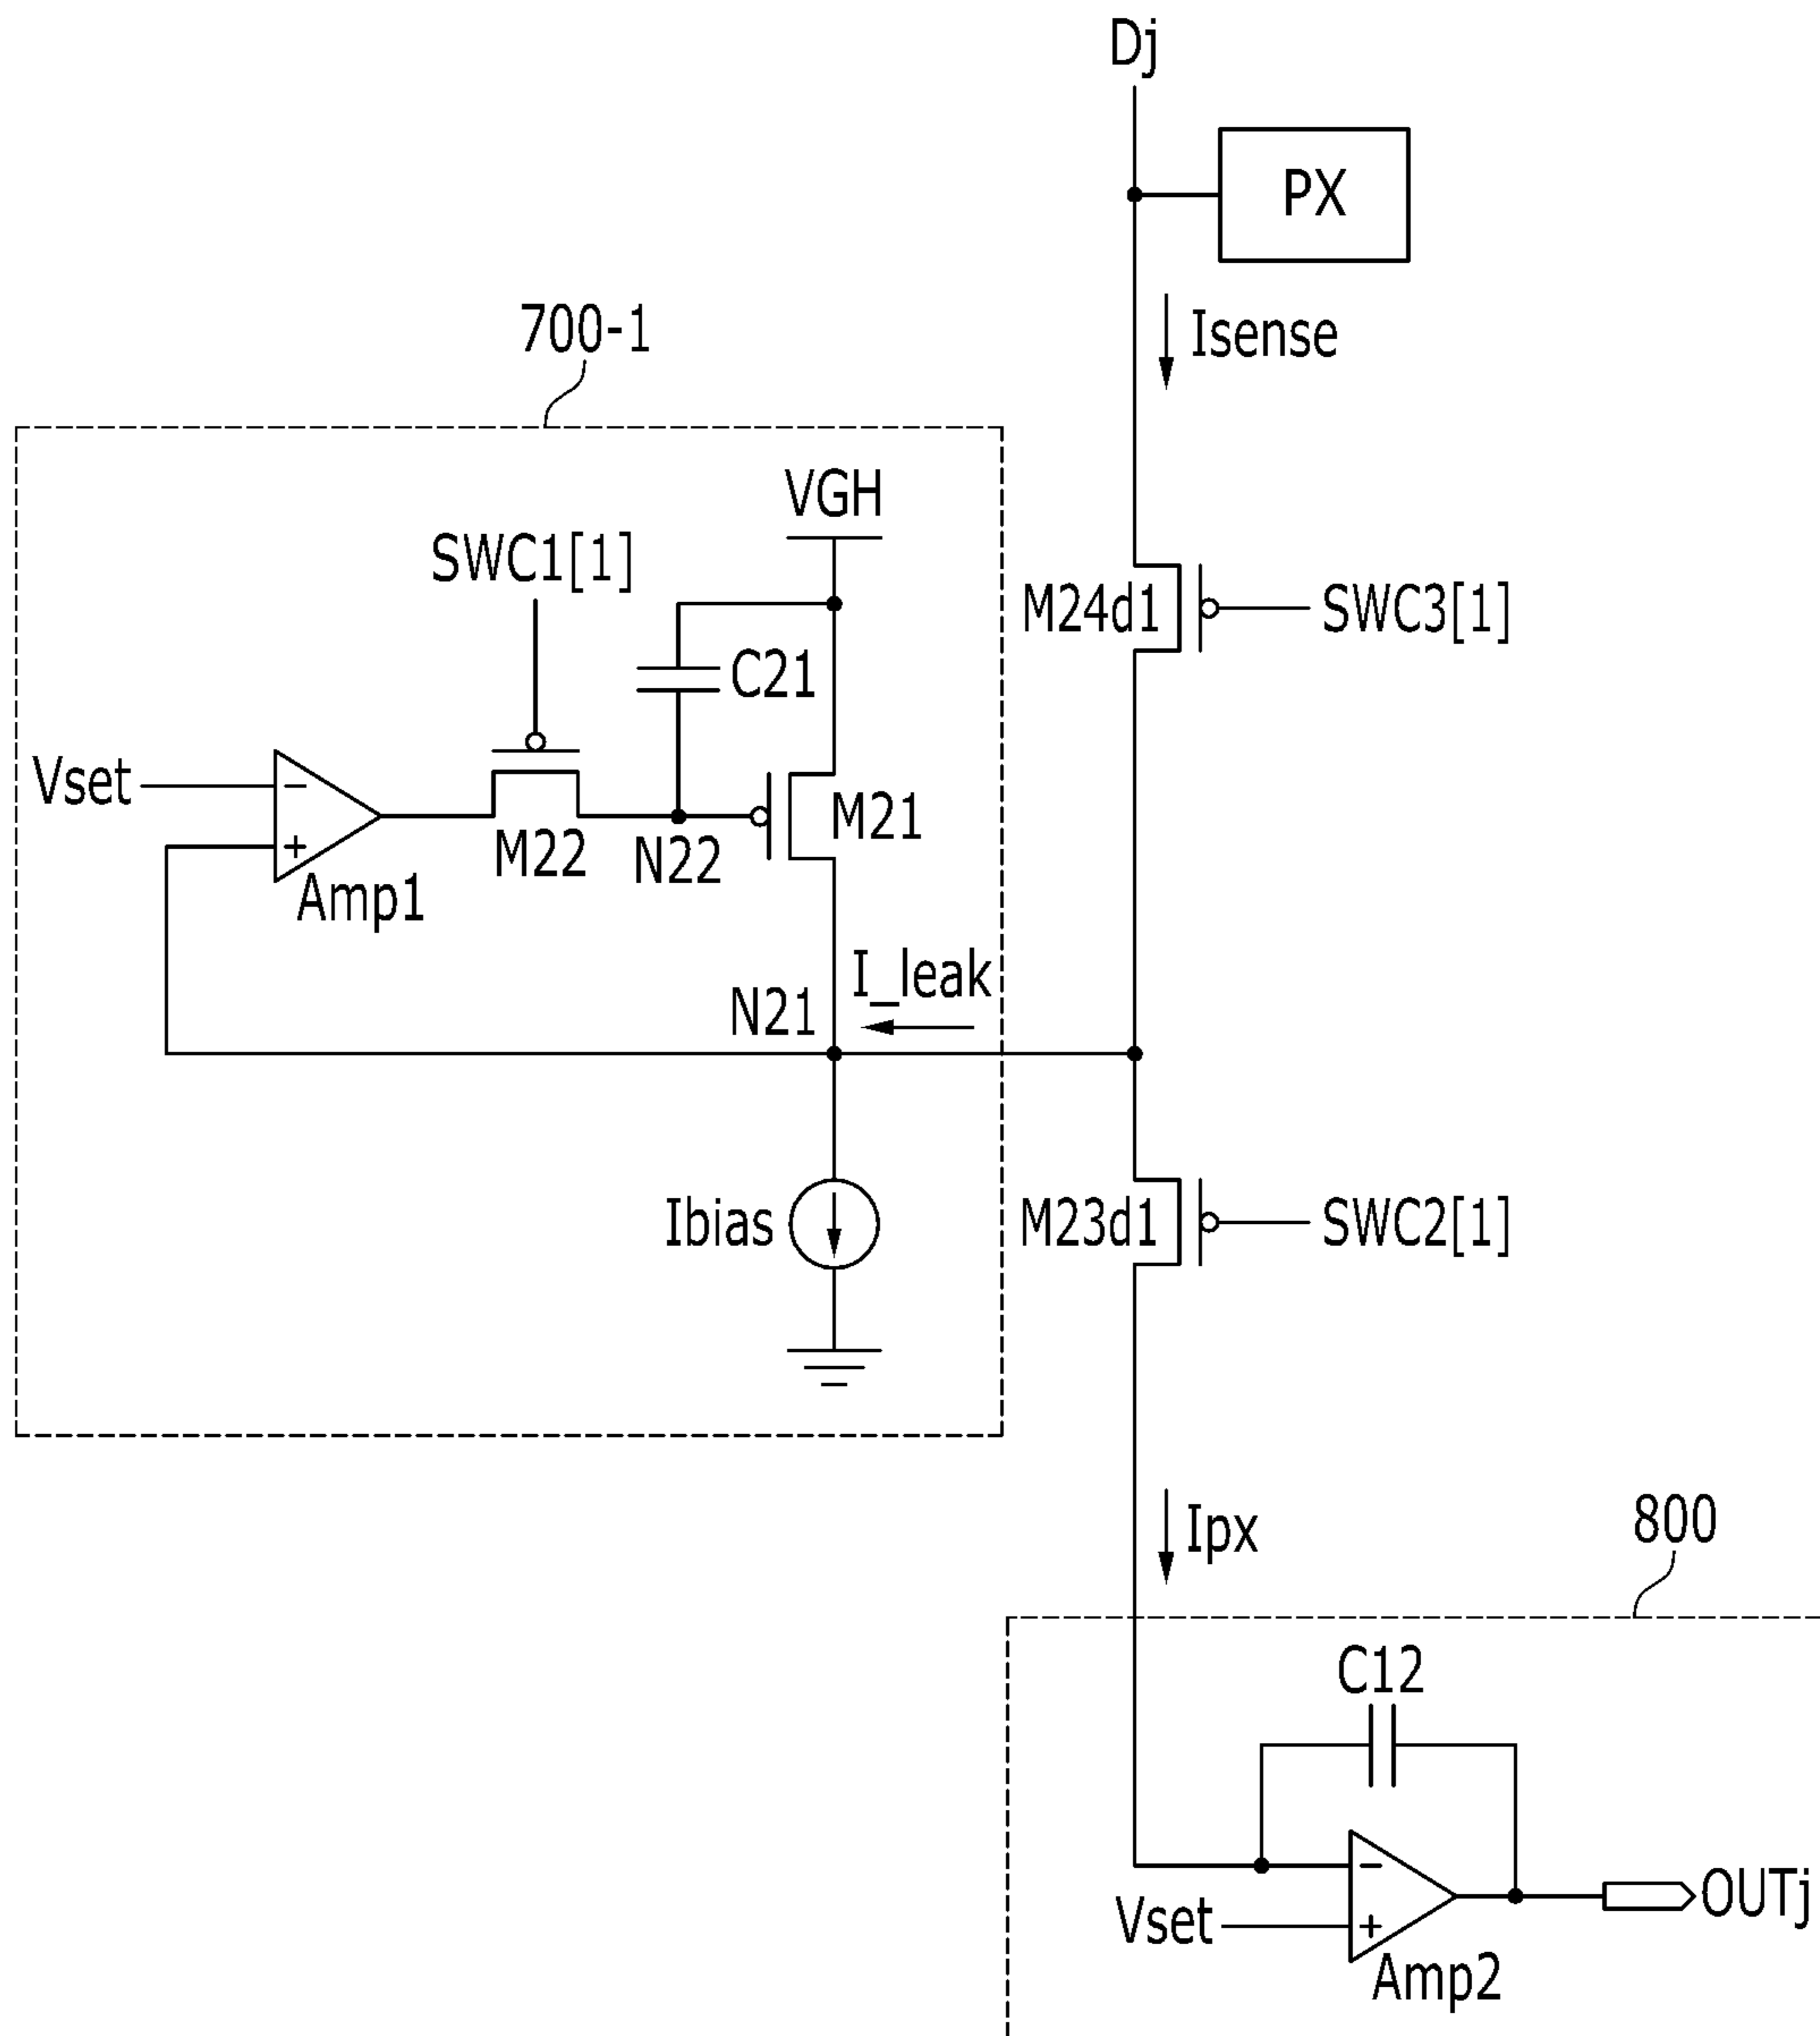 Dj
PX
Isense
700-1
VGH
SWC1[1]
M24d1
SWC3[1]
C21
Vset
−
+
M22
N22
M21
Amp1
I_leak
N21
Ibias
M23d1
SWC2[1]
Ipx
800
C12
−
Vset
+
OUTj
Amp2